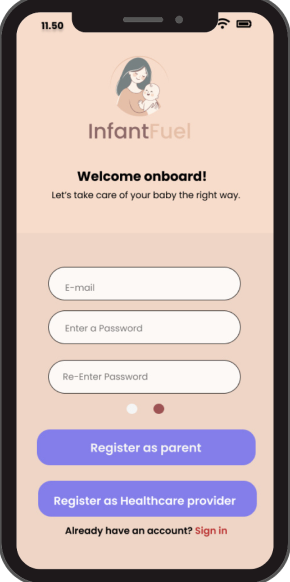 11.50
InfantFuel
Welcome onboard!
Let's take care of your baby the right way.
E-mail
Enter a Password
Re-Enter Password
Register as parent
Register as Healthcare provider
Already have an account? Sign in